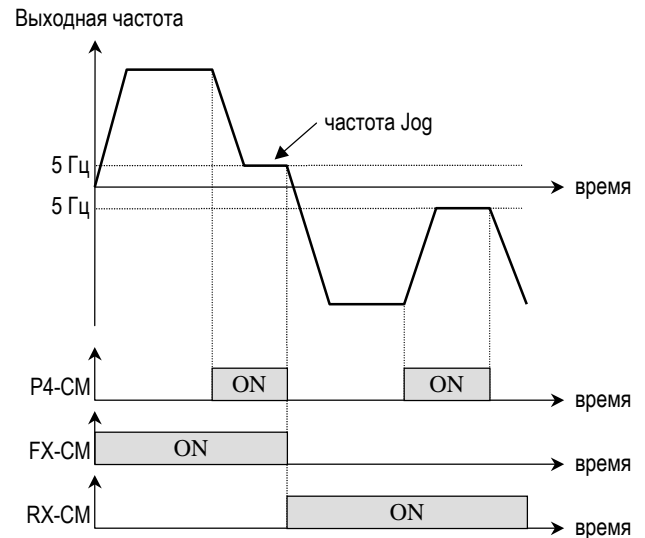 Выходная частота
частота Jog
5 Гц
время
5 Гц
P4-CM
ON
ON
время
FX-CM
ON
время
RX-CM
ON
время